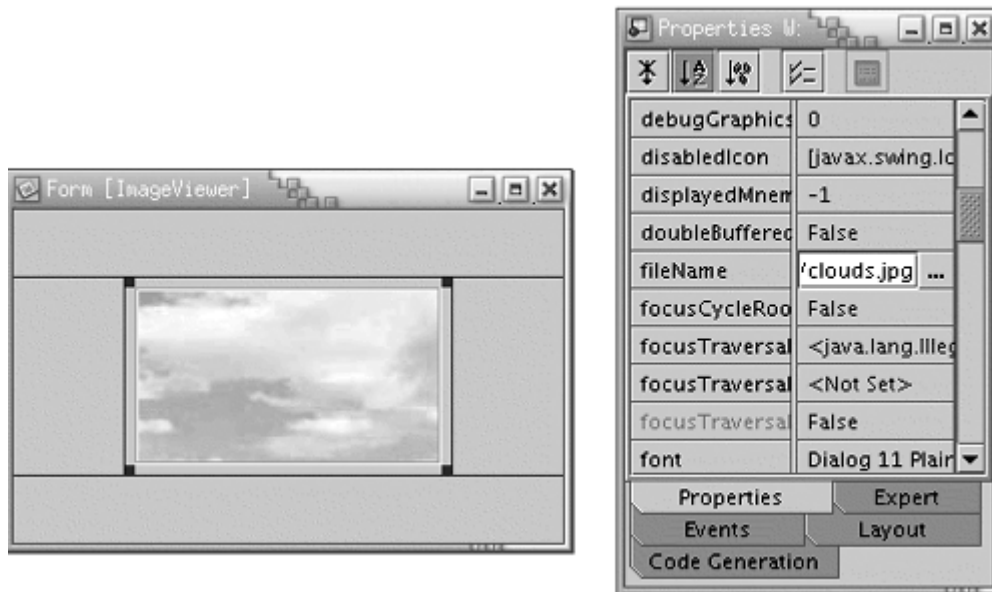 Form [ImageViewer]
Properties W:
debugGraphics 0
disabledIcon [javax.swing.Ic
displayedMnem -1
doubleBuffered False
fileName /clouds.jpg ...
focusCycleRoo False
focusTraversal <java.lang.Illeg
focusTraversal <Not Set>
focusTraversal False
font Dialog 11 Plain
Properties Expert
Events Layout
Code Generation